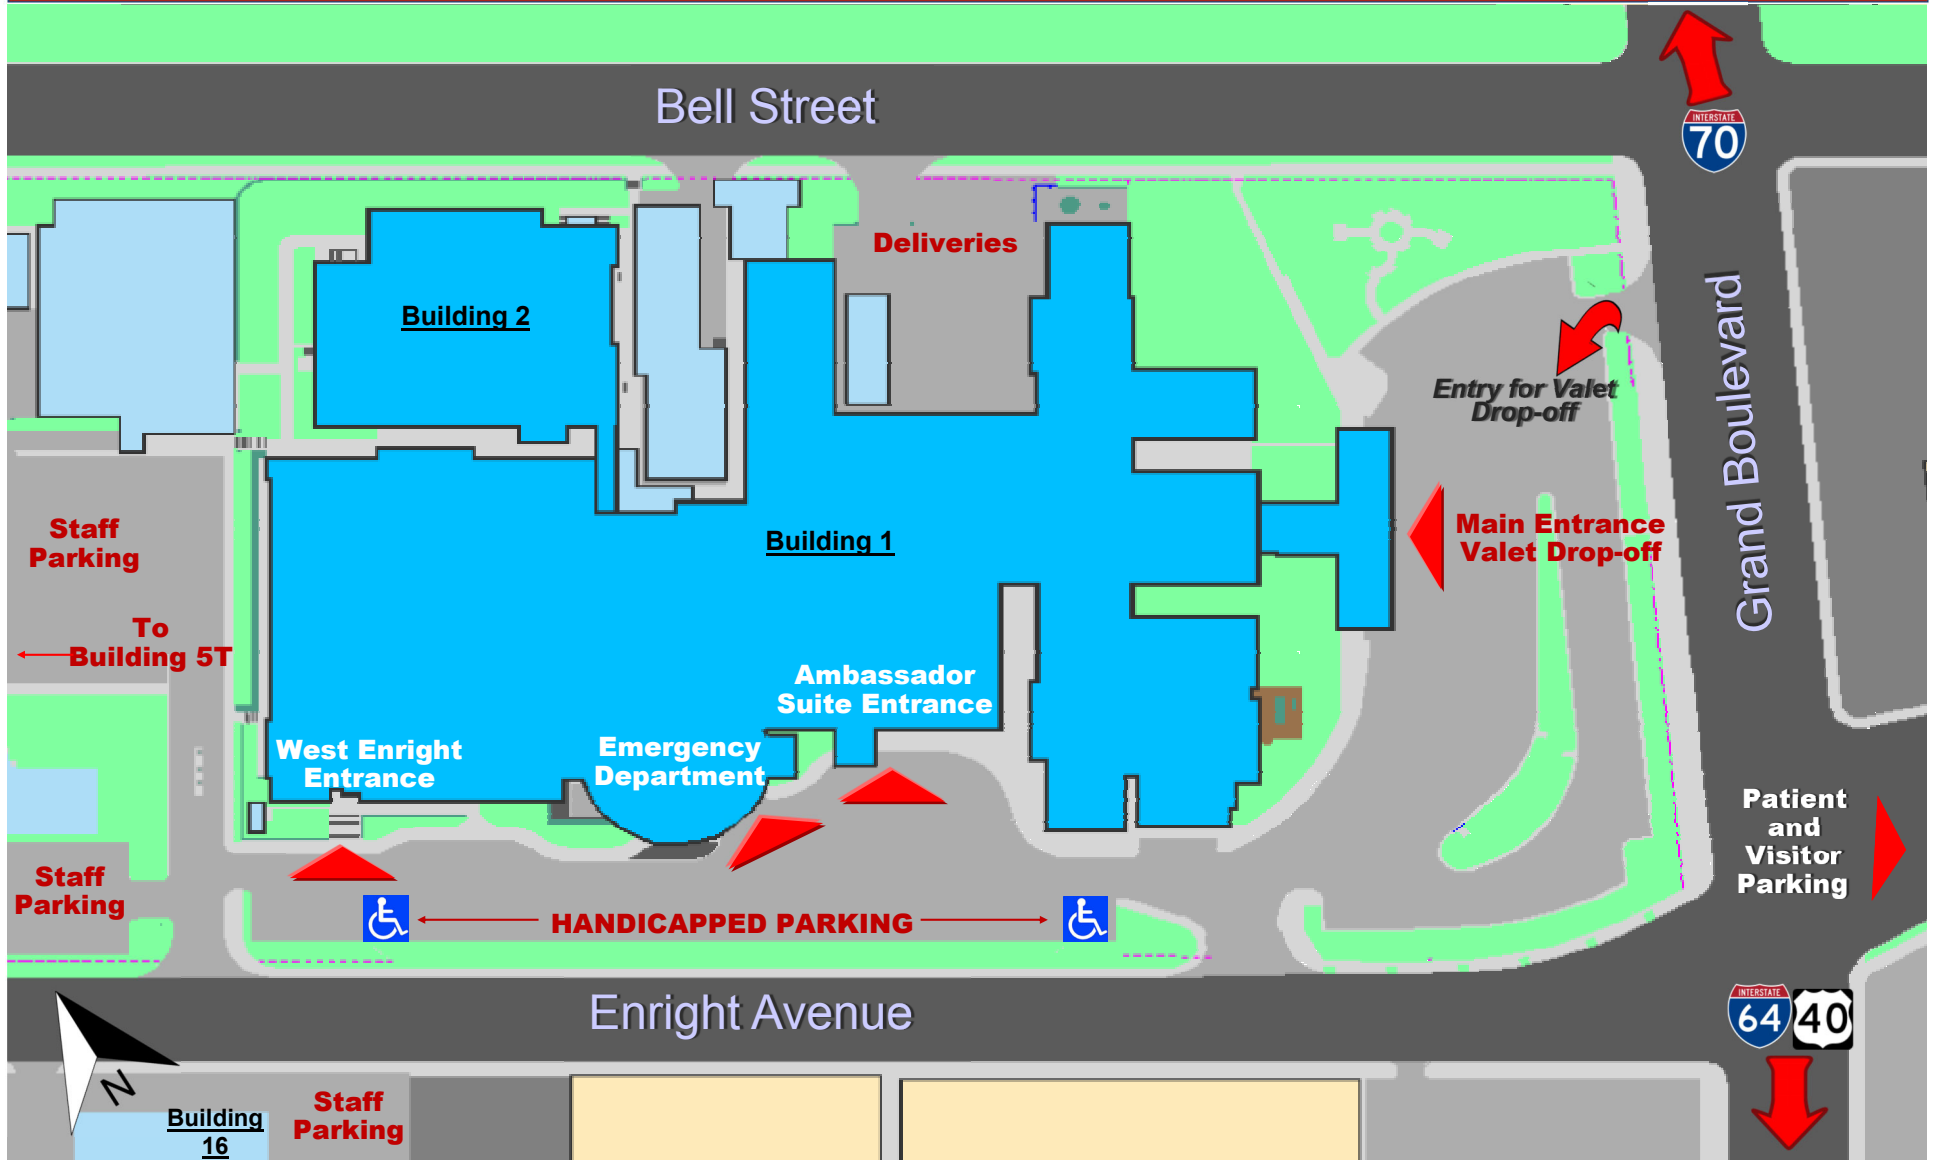 Bell Street
INTERSTATE
70
Deliveries
Building 2
Entry for Valet
Drop-off
Grand Boulevard
Staff
Parking
Building 1
Main Entrance
Valet Drop-off
To
Building 5T
Ambassador
Suite Entrance
West Enright
Entrance
Emergency
Department
Patient
and
Visitor
Parking
Staff
Parking
HANDICAPPED PARKING
Enright Avenue
INTERSTATE
64
40
N
Building
16
Staff
Parking